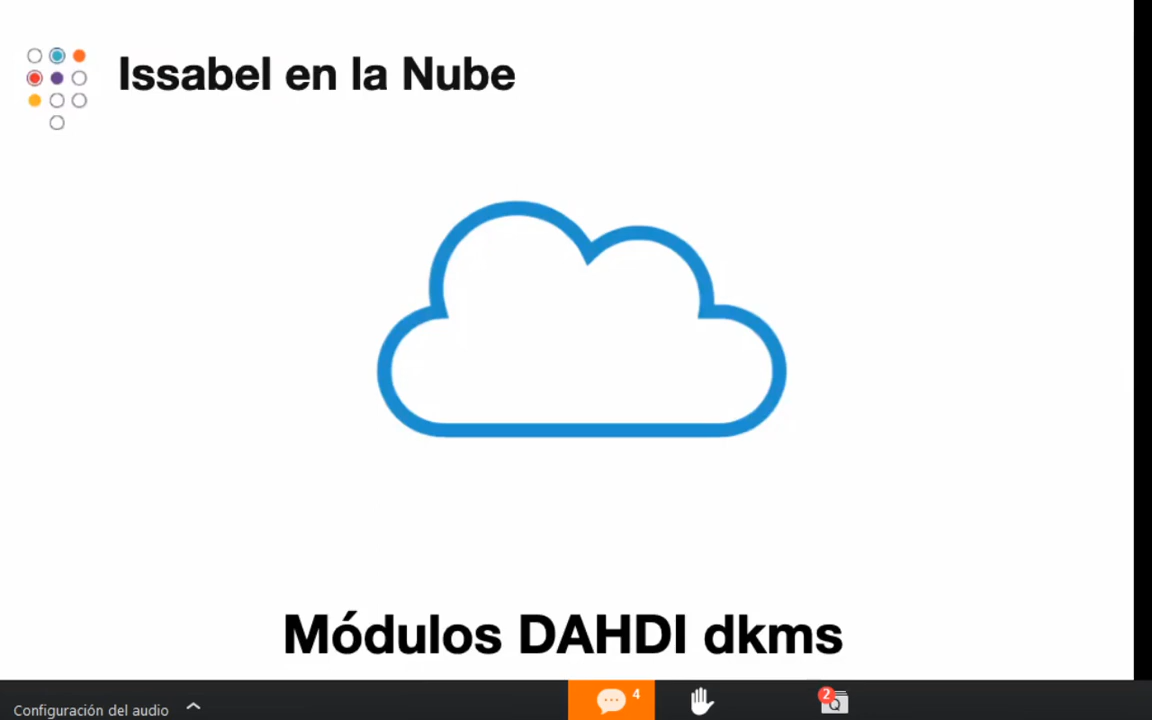 Issabel en la Nube
Módulos DAHDI dkms
Configuración del audio
4
2
Q